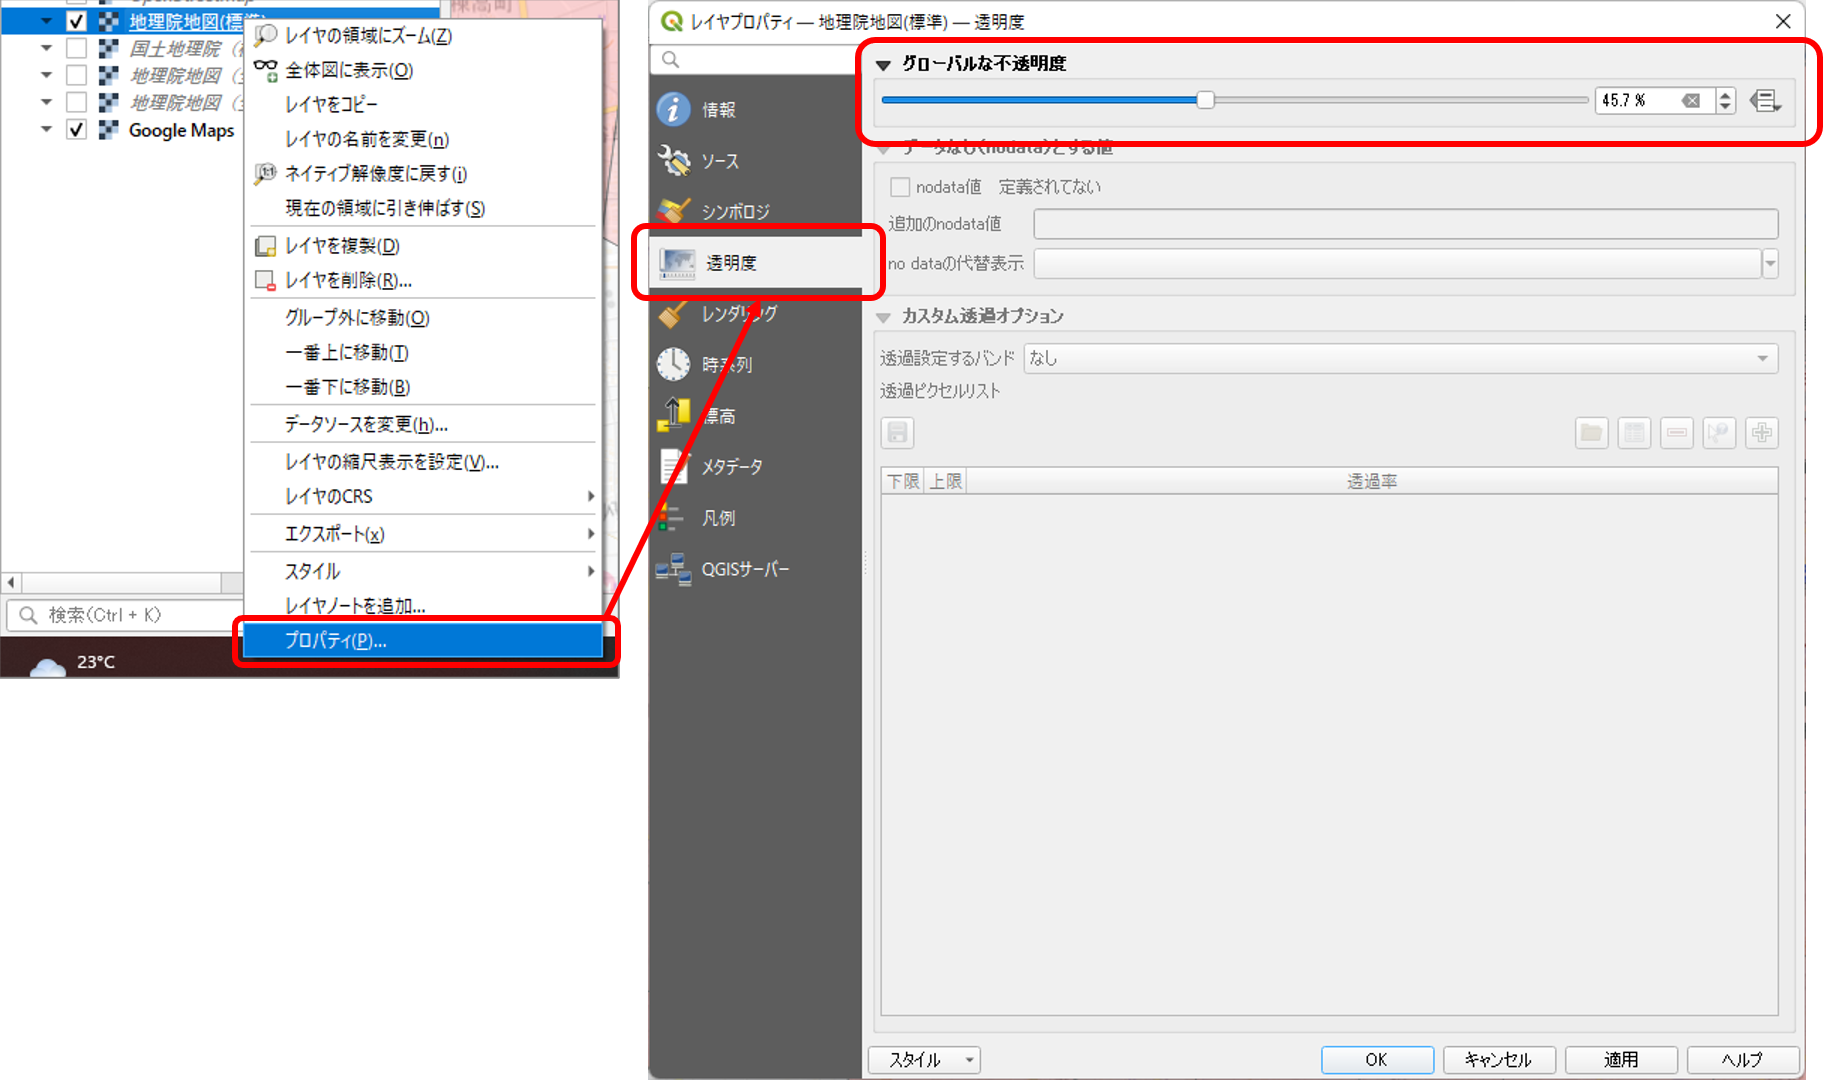 地理院地図(標準)
国土地理院
地理院地図
地理院地図
Google Maps
検索(Ctrl + K)
23°C
レイヤの領域にズーム(Z)
全体図に表示(O)
レイヤをコピー
レイヤの名前を変更(n)
ネイティブ解像度に戻す(i)
現在の領域に引き伸ばす(S)
レイヤを複製(D)
レイヤを削除(R)...
グループ外に移動(O)
一番上に移動(T)
一番下に移動(B)
データソースを変更(h)...
レイヤの縮尺表示を設定(V)...
レイヤのCRS
エクスポート(x)
スタイル
レイヤノートを追加...
プロパティ(P)...
レイヤプロパティ — 地理院地図(標準) — 透明度
情報
ソース
シンボロジ
透明度
レンダリング
時系列
標高
メタデータ
凡例
QGISサーバー
グローバルな不透明度
45.7 %
データなし(nodata)とする値
nodata値 定義されてない
追加のnodata値
no dataの代替表示
カスタム透過オプション
透過設定するバンド なし
透過ピクセルリスト
下限 上限 透過率
スタイル OK キャンセル 適用 ヘルプ